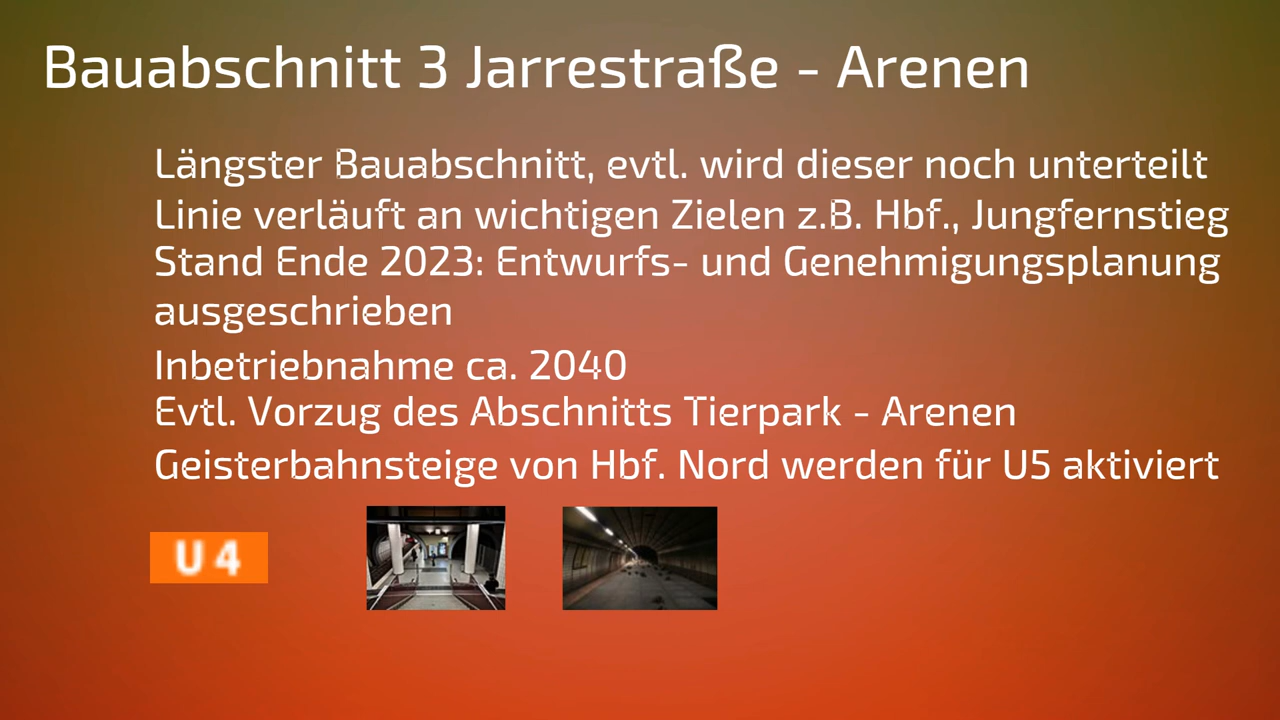 Bauabschnitt 3 Jarrestraße - Arenen
Längster Bauabschnitt, evtl. wird dieser noch unterteilt
Linie verläuft an wichtigen Zielen z.B. Hbf., Jungfernstieg
Stand Ende 2023: Entwurfs- und Genehmigungsplanung
ausgeschrieben
Inbetriebnahme ca. 2040
Evtl. Vorzug des Abschnitts Tierpark - Arenen
Geisterbahnsteige von Hbf. Nord werden für U5 aktiviert
U 4